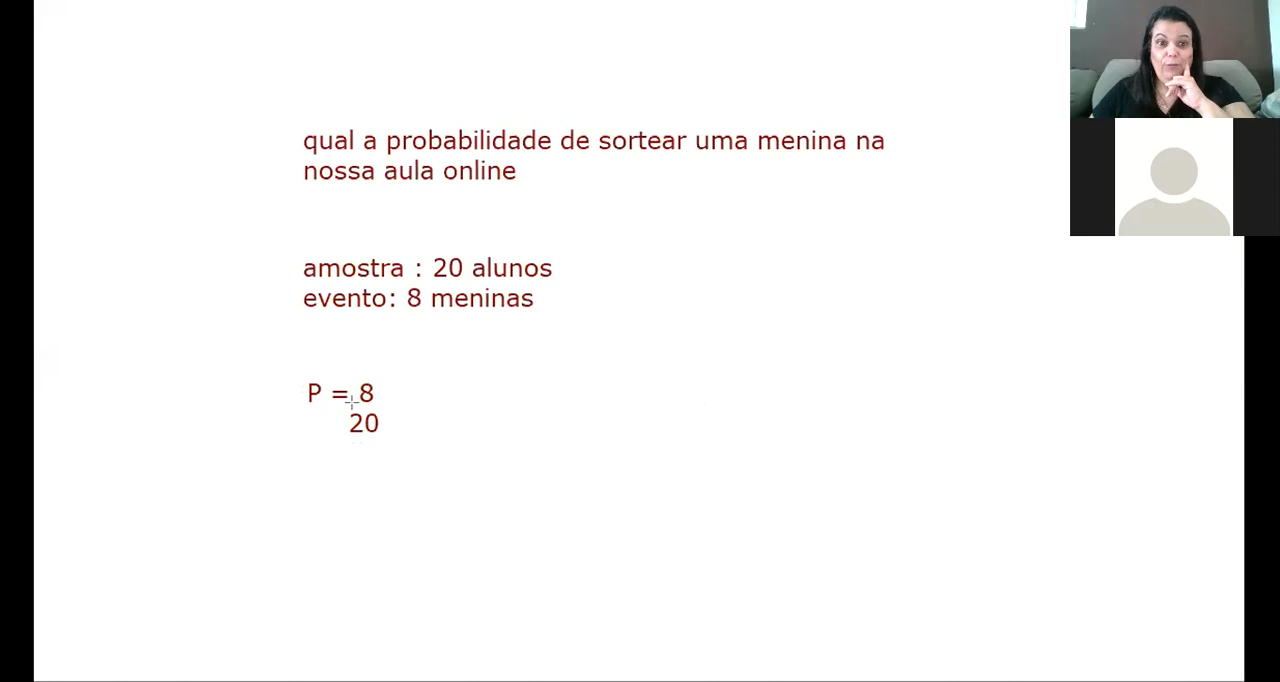 qual a probabilidade de sortear uma menina na
nossa aula online
amostra : 20 alunos
evento: 8 meninas
P = 8
20